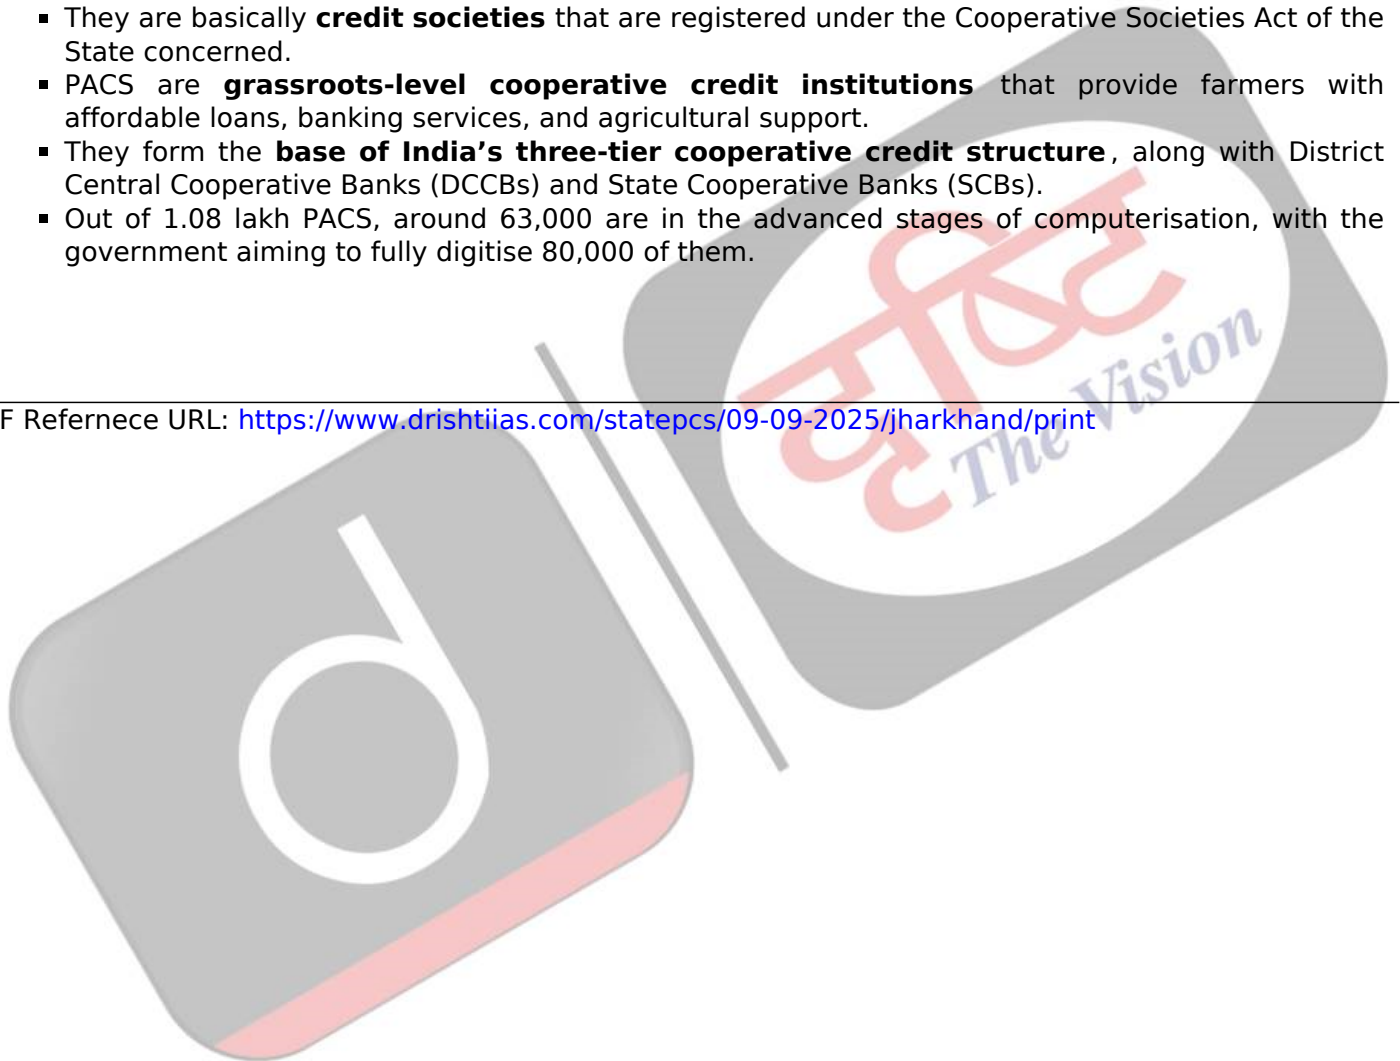 ▪ They are basically credit societies that are registered under the Cooperative Societies Act of the
State concerned.
▪ PACS are grassroots-level cooperative credit institutions that provide farmers with
affordable loans, banking services, and agricultural support.
▪ They form the base of India’s three-tier cooperative credit structure, along with District
Central Cooperative Banks (DCCBs) and State Cooperative Banks (SCBs).
▪ Out of 1.08 lakh PACS, around 63,000 are in the advanced stages of computerisation, with the
government aiming to fully digitise 80,000 of them.
दृष्टि
The Vision
F Refernece URL: https://www.drishtiias.com/statepcs/09-09-2025/jharkhand/print
d